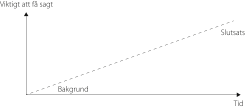 Viktigt att få sagt
Slutsats
Bakgrund
Tid